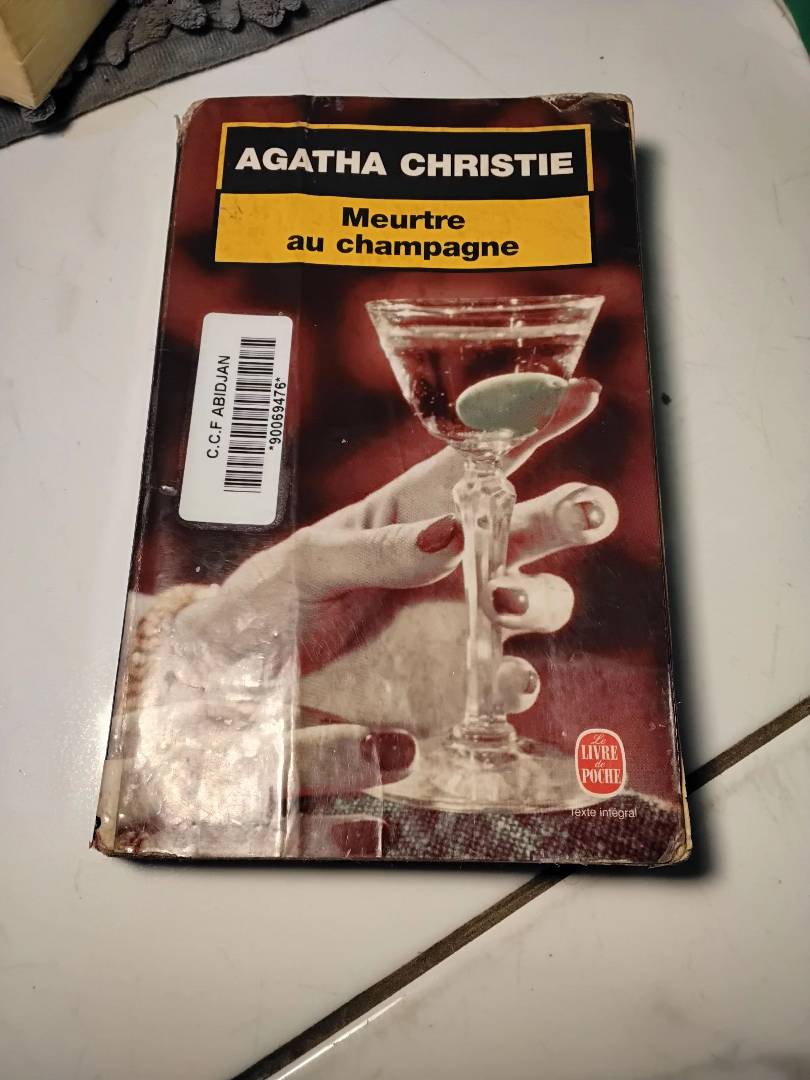 AGATHA CHRISTIE
Meurtre
au champagne
C.C.F ABIDJAN
*90069476*
Le
LIVRE
de
POCHE
Texte intégral